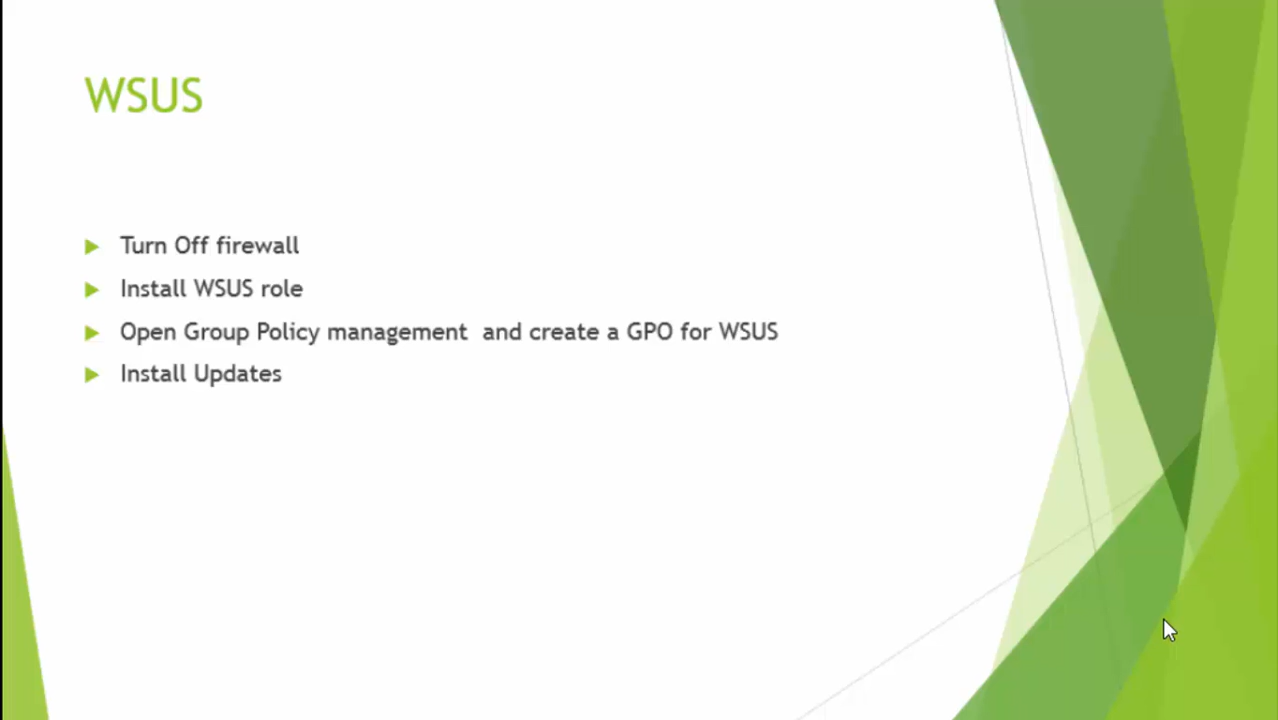 WSUS
Turn Off firewall
Install WSUS role
Open Group Policy management  and create a GPO for WSUS
Install Updates